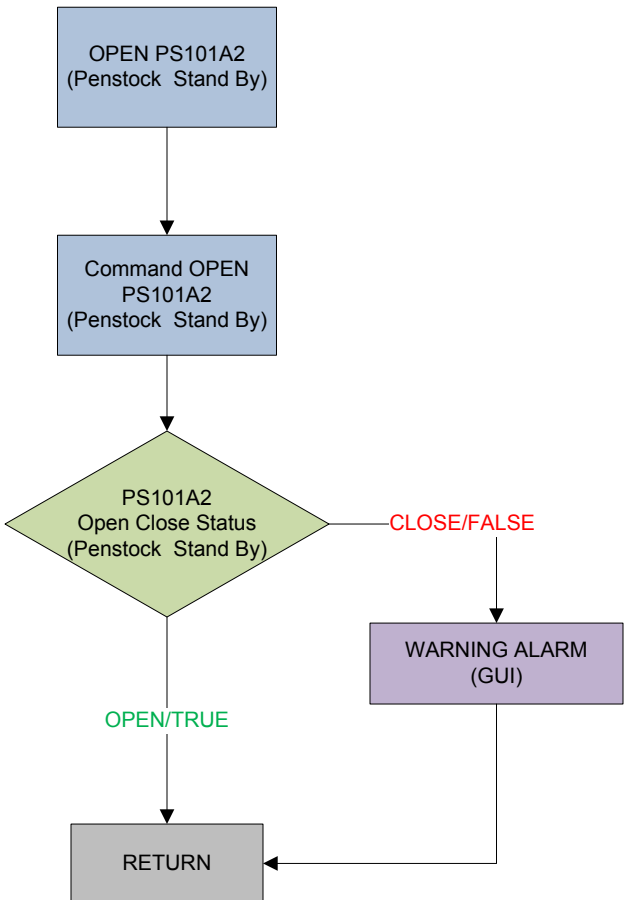 OPEN PS101A2
(Penstock Stand By)
Command OPEN
PS101A2
(Penstock Stand By)
PS101A2
Open Close Status
(Penstock Stand By)
CLOSE/FALSE
WARNING ALARM
(GUI)
OPEN/TRUE
RETURN